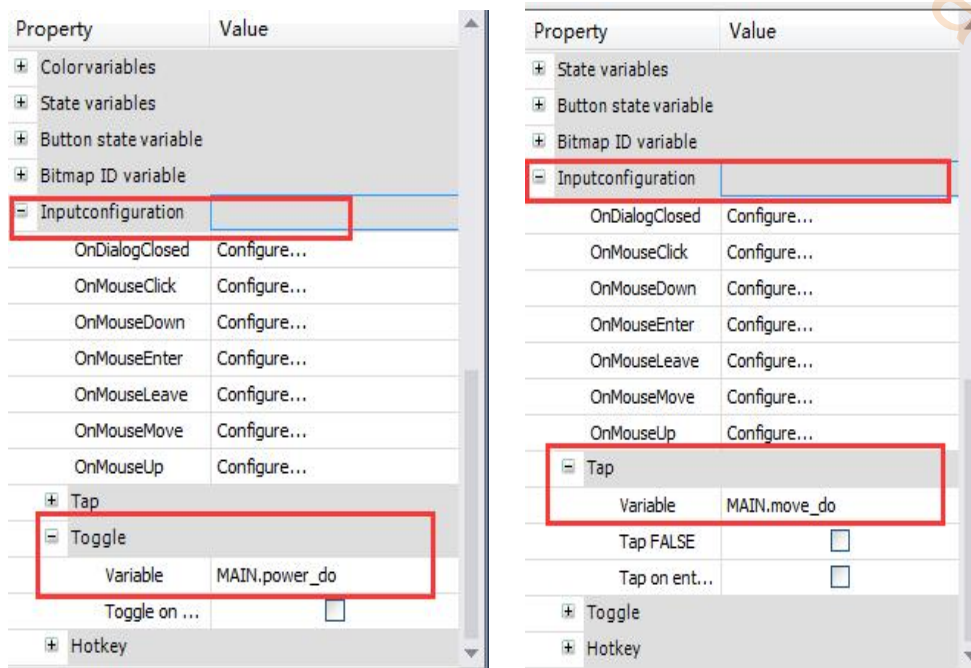 Property Value
Colorvariables
State variables
Button state variable
Bitmap ID variable
Inputconfiguration
OnDialogClosed Configure...
OnMouseClick Configure...
OnMouseDown Configure...
OnMouseEnter Configure...
OnMouseLeave Configure...
OnMouseMove Configure...
OnMouseUp Configure...
Tap
Toggle
Variable MAIN.power_do
Toggle on ...
Hotkey
Property Value
State variables
Button state variable
Bitmap ID variable
Inputconfiguration
OnDialogClosed Configure...
OnMouseClick Configure...
OnMouseDown Configure...
OnMouseEnter Configure...
OnMouseLeave Configure...
OnMouseMove Configure...
OnMouseUp Configure...
Tap
Variable MAIN.move_do
Tap FALSE
Tap on ent...
Toggle
Hotkey